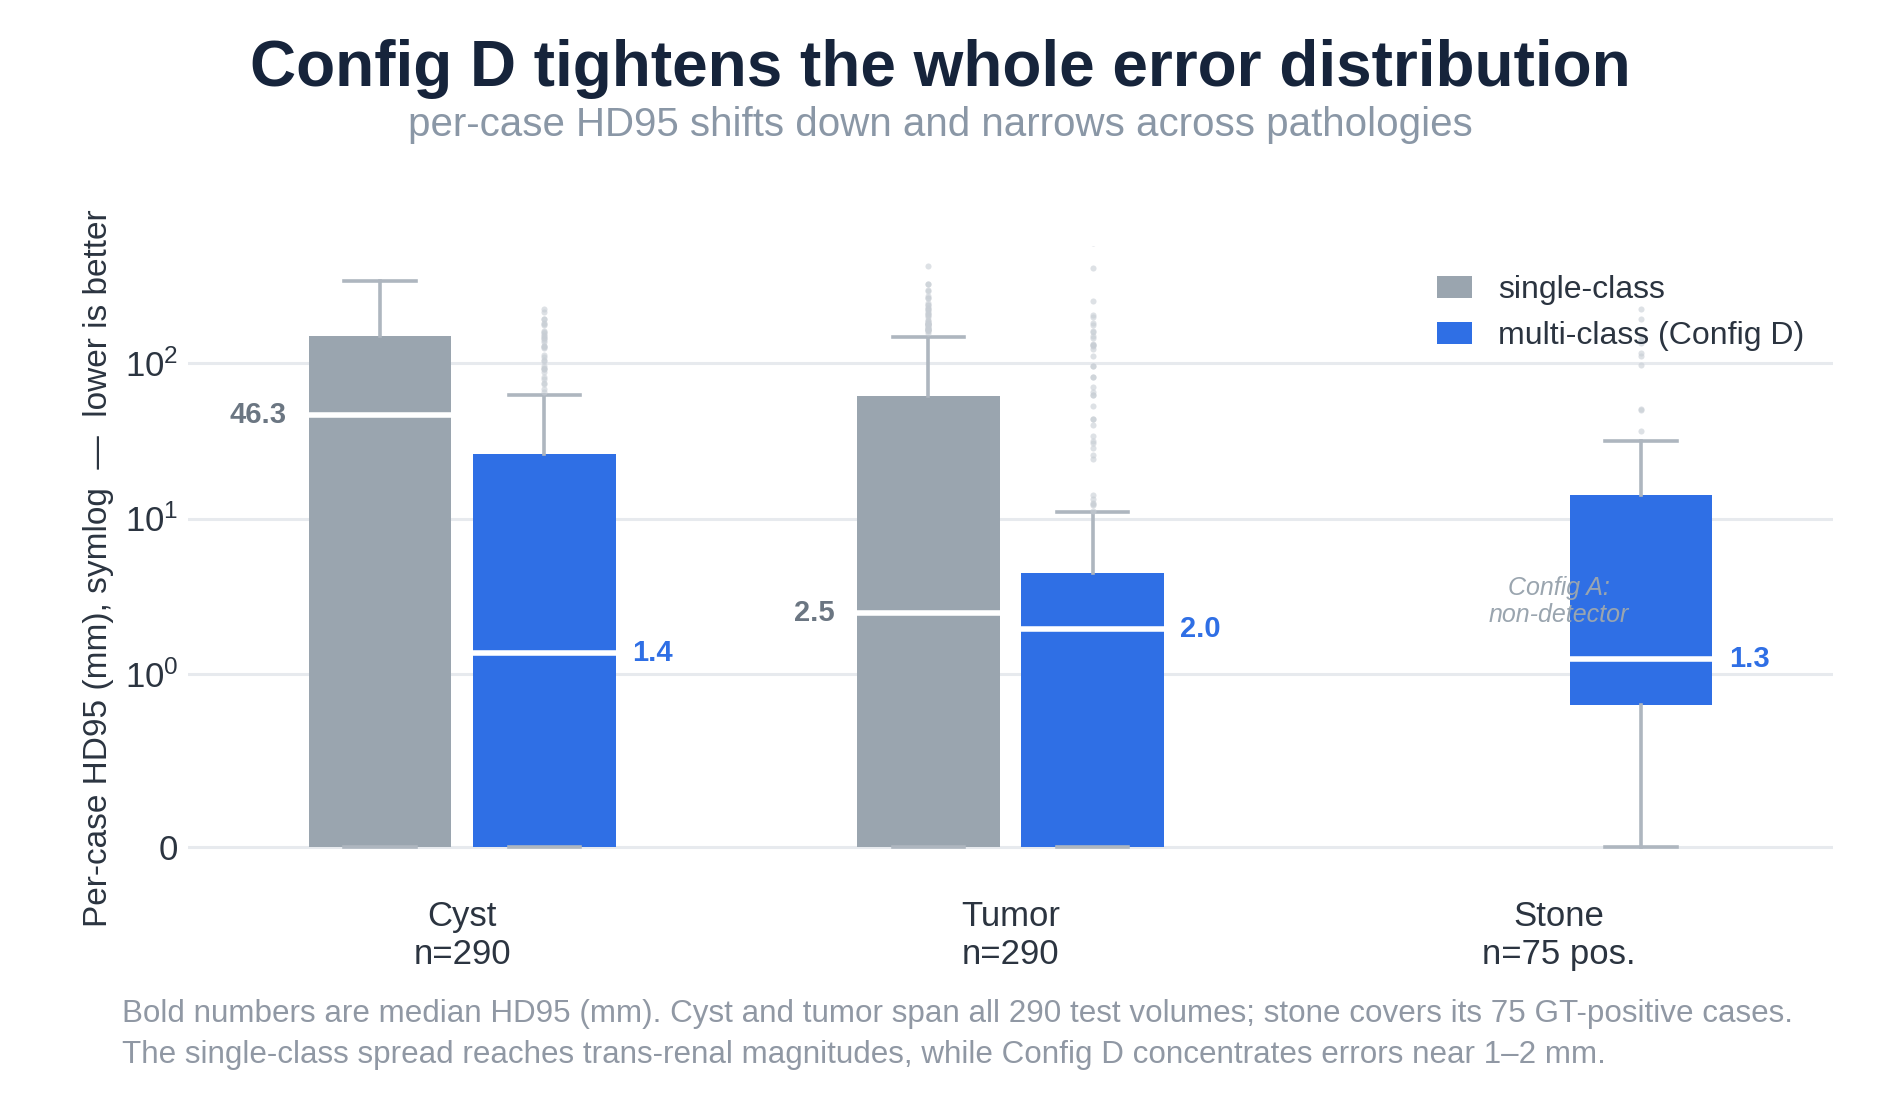 Config D tightens the whole error distribution
per-case HD95 shifts down and narrows across pathologies
Per-case HD95 (mm), symlog — lower is better
10²
10¹
10⁰
0
single-class
multi-class (Config D)
46.3
1.4
2.5
2.0
Config A:
non-detector
1.3
Cyst
n=290
Tumor
n=290
Stone
n=75 pos.
Bold numbers are median HD95 (mm). Cyst and tumor span all 290 test volumes; stone covers its 75 GT-positive cases.
The single-class spread reaches trans-renal magnitudes, while Config D concentrates errors near 1–2 mm.